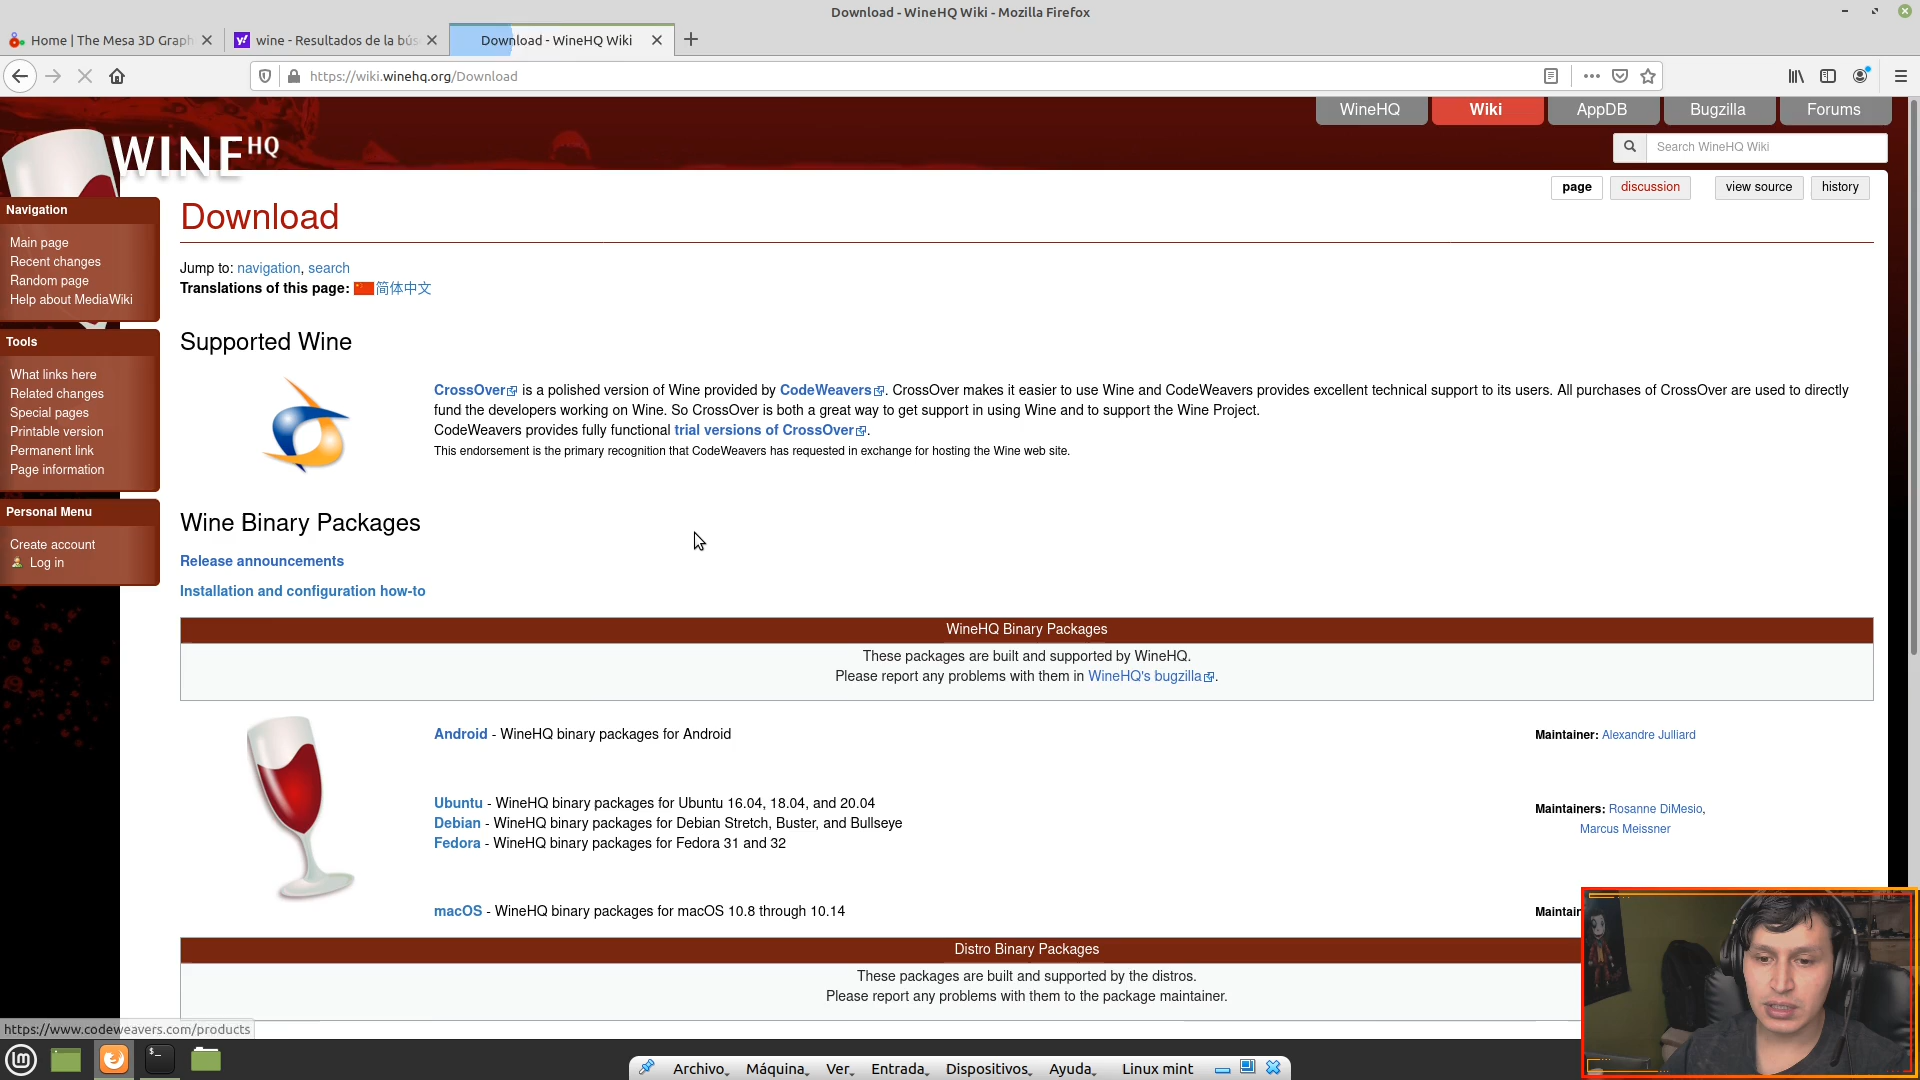 Download - WineHQ Wiki - Mozilla Firefox
Home | The Mesa 3D Graph
wine - Resultados de la bús
Download - WineHQ Wiki
https://wiki.winehq.org/Download
WineHQ
Wiki
AppDB
Bugzilla
Forums
WINE HQ
Search WineHQ Wiki
page
discussion
view source
history
Navigation
Main page
Recent changes
Random page
Help about MediaWiki
Tools
What links here
Related changes
Special pages
Printable version
Permanent link
Page information
Personal Menu
Create account
Log in
Download
Jump to: navigation, search
Translations of this page: 简体中文
Supported Wine
CrossOver is a polished version of Wine provided by CodeWeavers. CrossOver makes it easier to use Wine and CodeWeavers provides excellent technical support to its users. All purchases of CrossOver are used to directly
fund the developers working on Wine. So CrossOver is both a great way to get support in using Wine and to support the Wine Project.
CodeWeavers provides fully functional trial versions of CrossOver.
This endorsement is the primary recognition that CodeWeavers has requested in exchange for hosting the Wine web site.
Wine Binary Packages
Release announcements
Installation and configuration how-to
WineHQ Binary Packages
These packages are built and supported by WineHQ.
Please report any problems with them in WineHQ's bugzilla.
Android - WineHQ binary packages for Android
Maintainer: Alexandre Julliard
Ubuntu - WineHQ binary packages for Ubuntu 16.04, 18.04, and 20.04
Debian - WineHQ binary packages for Debian Stretch, Buster, and Bullseye
Fedora - WineHQ binary packages for Fedora 31 and 32
Maintainers: Rosanne DiMesio,
Marcus Meissner
macOS - WineHQ binary packages for macOS 10.8 through 10.14
Maintain
Distro Binary Packages
These packages are built and supported by the distros.
Please report any problems with them to the package maintainer.
https://www.codeweavers.com/products
Archivo Máquina Ver Entrada Dispositivos Ayuda Linux mint